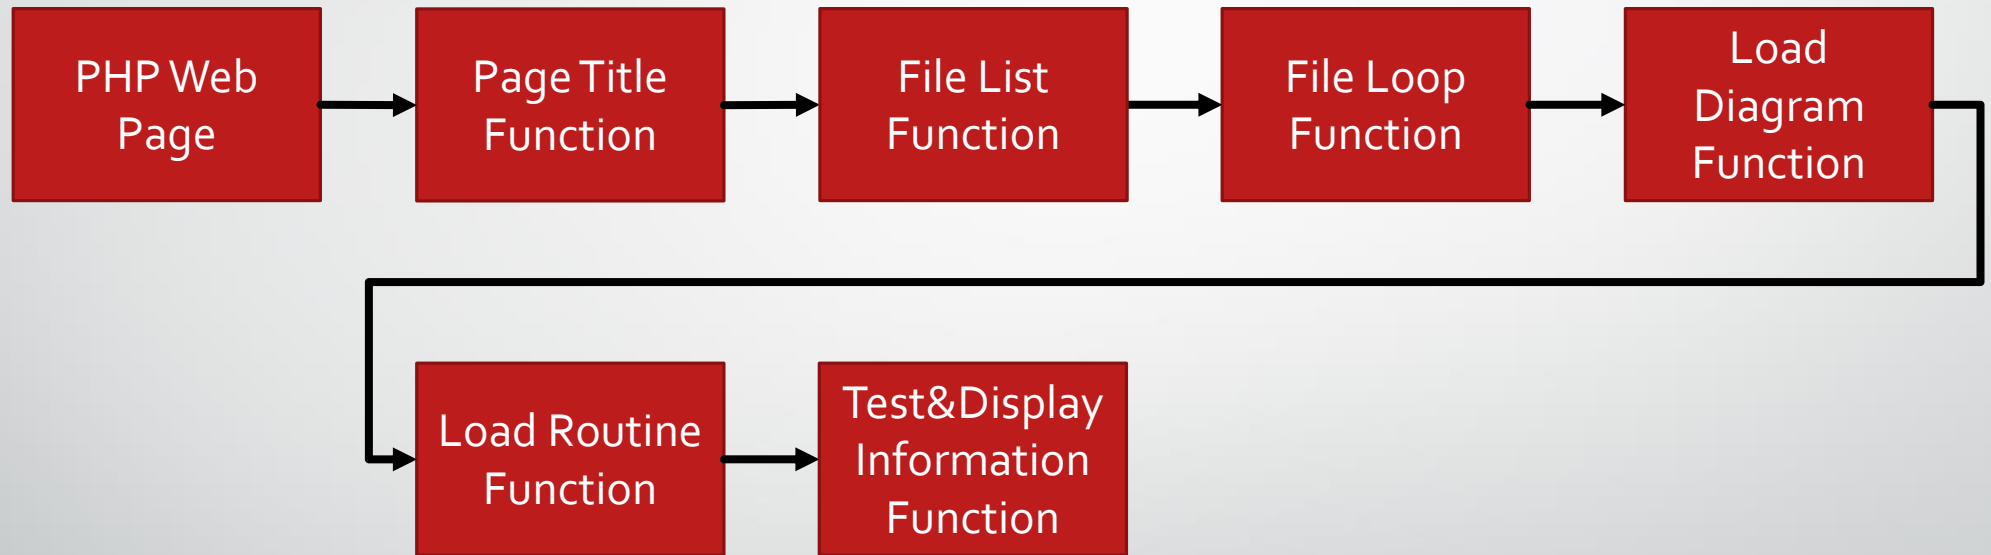 PHP Web
Page
Page Title
Function
File List
Function
File Loop
Function
Load
Diagram
Function
Load Routine
Function
Test&Display
Information
Function